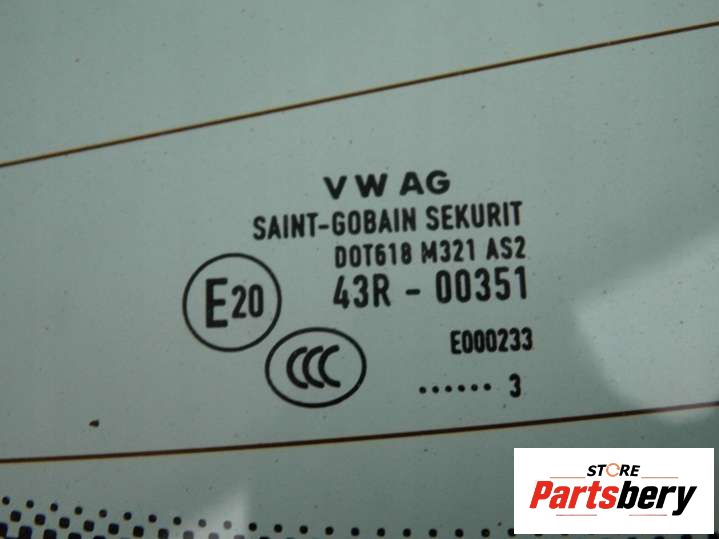 VW AG
SAINT-GOBAIN SEKURIT
DOT618 M321 AS2
43R - 00351
E20
E000233
CCC
...... 3
STORE
Partsbery